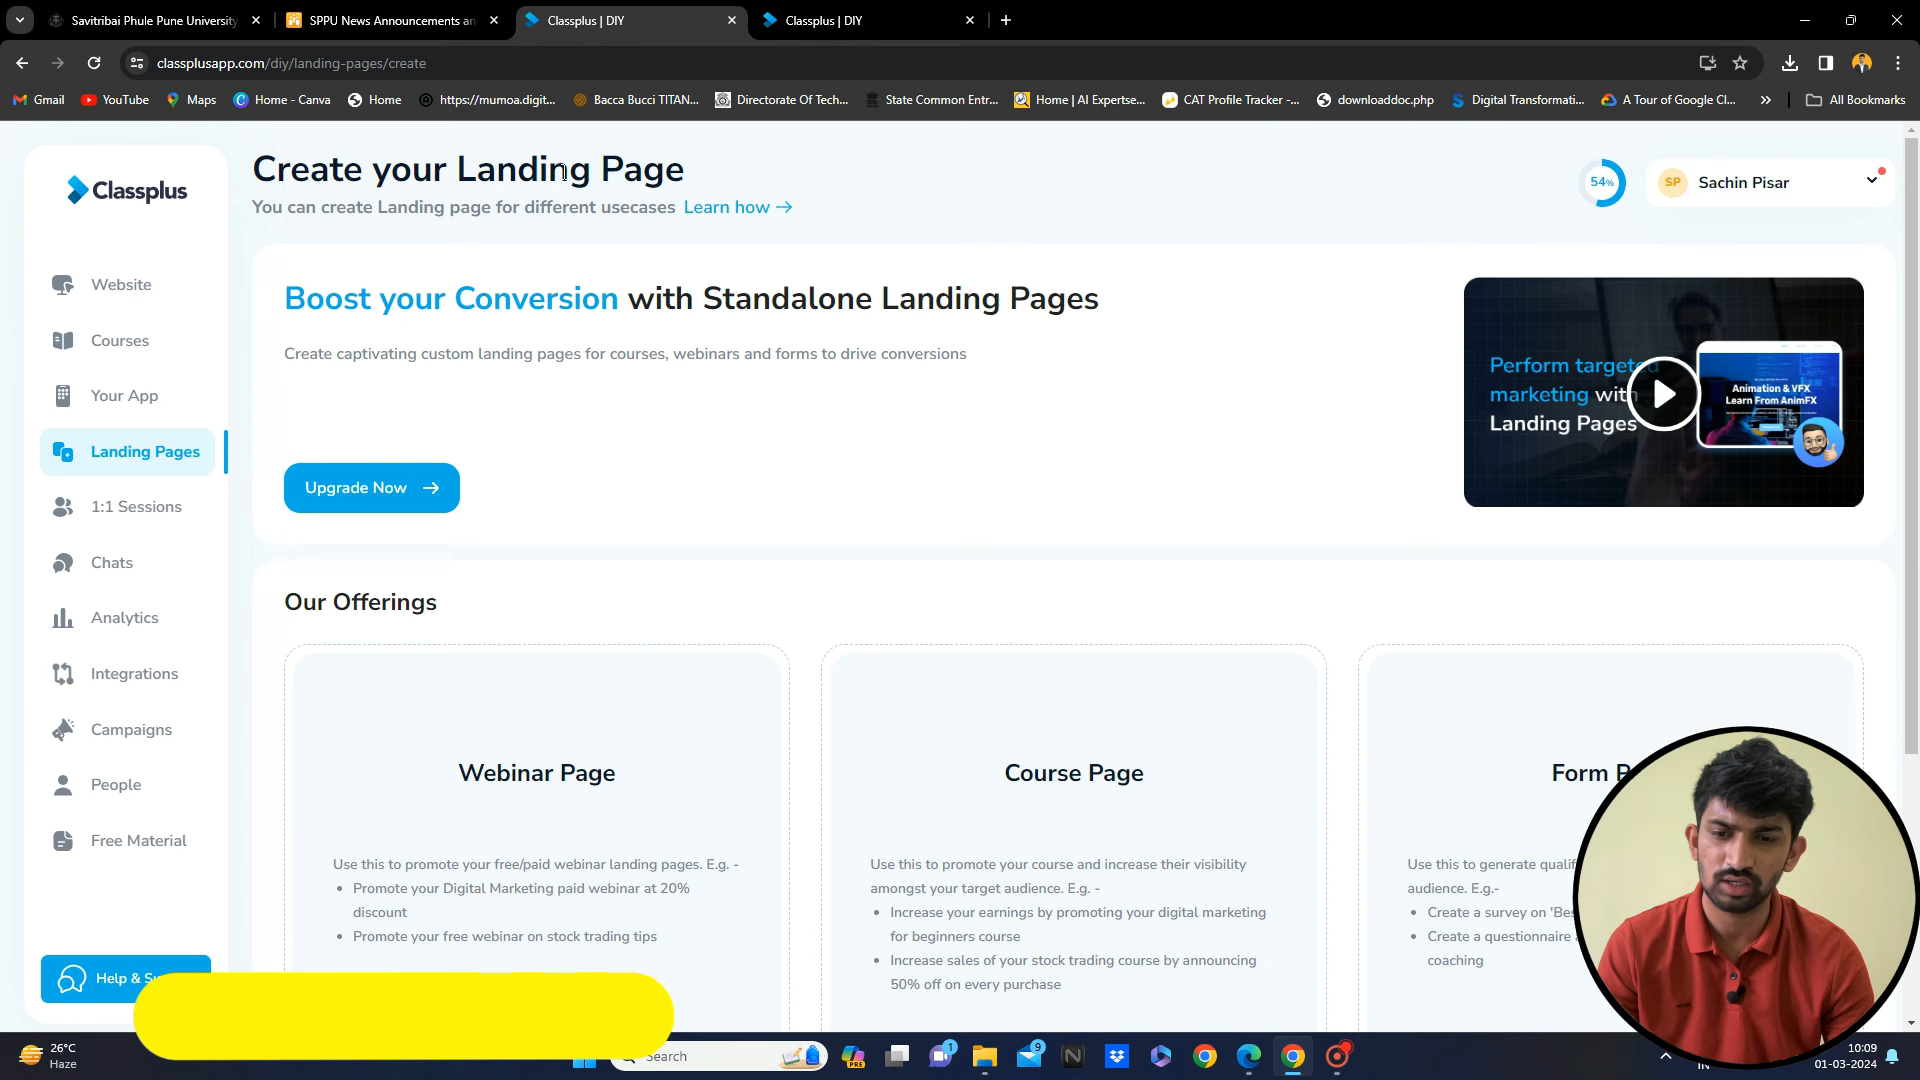 Savitribai Phule Pune University
SPPU News Announcements an
Classplus | DIY
Classplus | DIY
classplusapp.com/diy/landing-pages/create
Gmail
YouTube
Maps
Home - Canva
Home
https://mumoa.digit...
Bacca Bucci TITAN...
Directorate Of Tech...
State Common Entr...
Home | AI Expertse...
CAT Profile Tracker -...
downloaddoc.php
Digital Transformati...
A Tour of Google Cl...
All Bookmarks
Classplus
Create your Landing Page
You can create Landing page for different usecases Learn how →
54%
SP
Sachin Pisar
Website
Courses
Your App
Landing Pages
1:1 Sessions
Chats
Analytics
Integrations
Campaigns
People
Free Material
Help & Su
Boost your Conversion with Standalone Landing Pages
Create captivating custom landing pages for courses, webinars and forms to drive conversions
Upgrade Now →
Perform targeted
marketing with
Landing Pages
Animation & VFX
Learn From AnimFX
Our Offerings
Webinar Page
Use this to promote your free/paid webinar landing pages. E.g. -
• Promote your Digital Marketing paid webinar at 20%
discount
• Promote your free webinar on stock trading tips
Course Page
Use this to promote your course and increase their visibility
amongst your target audience. E.g. -
• Increase your earnings by promoting your digital marketing
for beginners course
• Increase sales of your stock trading course by announcing
50% off on every purchase
Form P
Use this to generate qualif
audience. E.g.-
• Create a survey on 'Bes
• Create a questionnaire
coaching
26°C
Haze
Search
PRE
1
9
IN
10:09
01-03-2024